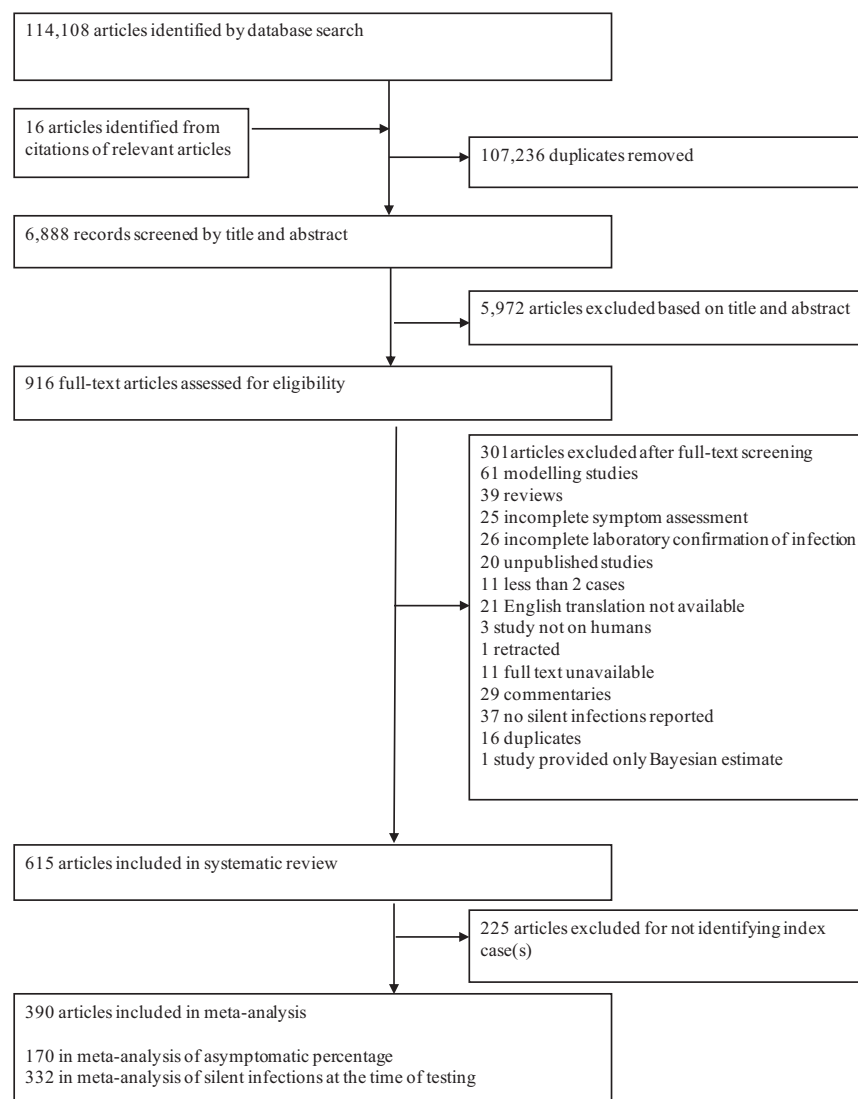 114,108 articles identified by database search
16 articles identified from
citations of relevant articles
107,236 duplicates removed
6,888 records screened by title and abstract
5,972 articles excluded based on title and abstract
916 full-text articles assessed for eligibility
301 articles excluded after full-text screening
61 modelling studies
39 reviews
25 incomplete symptom assessment
26 incomplete laboratory confirmation of infection
20 unpublished studies
11 less than 2 cases
21 English translation not available
3 study not on humans
1 retracted
11 full text unavailable
29 commentaries
37 no silent infections reported
16 duplicates
1 study provided only Bayesian estimate
615 articles included in systematic review
225 articles excluded for not identifying index
case(s)
390 articles included in meta-analysis
170 in meta-analysis of asymptomatic percentage
332 in meta-analysis of silent infections at the time of testing